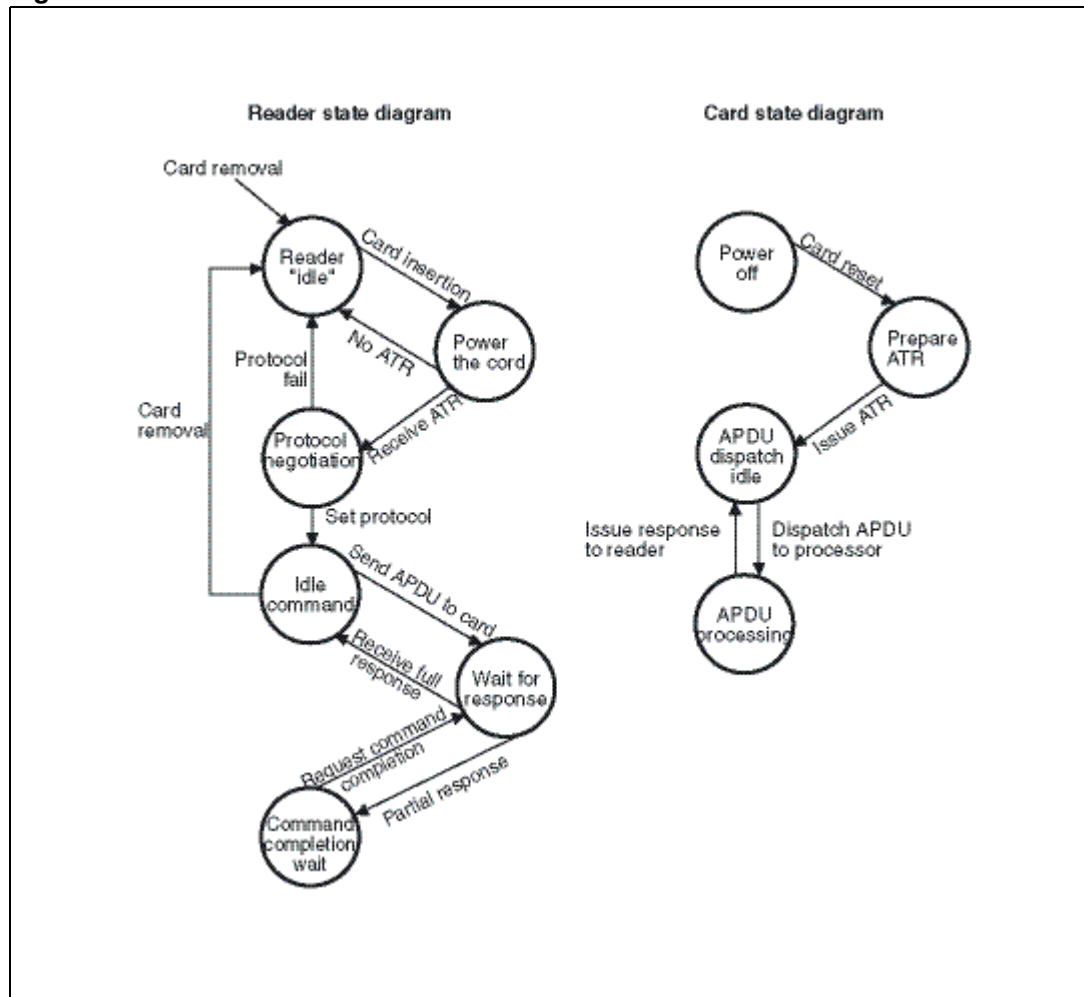 Reader state diagram
Card state diagram
Card removal
Reader
"idle"
Card insertion
Power
the cord
No ATR
Receive ATR
Protocol
fail
Card
removal
Protocol
negotiation
Set protocol
Idle
command
Send APDU to card
Receive full
response
Wait for
response
Request command
completion
Partial response
Command
completion
wait
Power
off
Card reset
Prepare
ATR
Issue ATR
APDU
dispatch
idle
Issue response
to reader
Dispatch APDU
to processor
APDU
processing